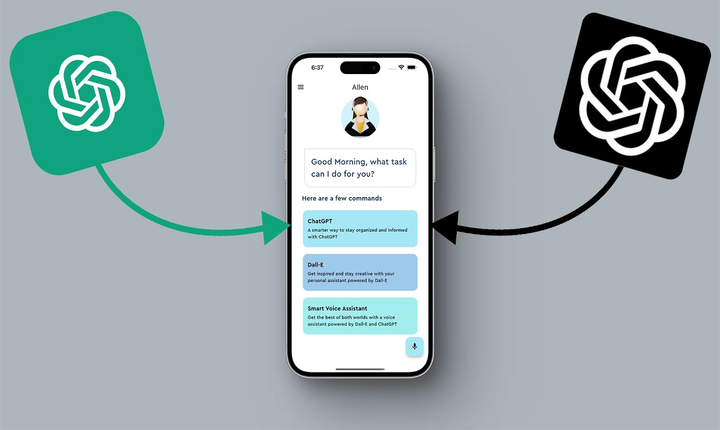 6:37
Allen
Good Morning, what task
can I do for you?
Here are a few commands
ChatGPT
A smarter way to stay organized and informed
with ChatGPT
Dall-E
Get inspired and stay creative with your
personal assistant powered by Dall-E
Smart Voice Assistant
Get the best of both worlds with a voice
assistant powered by Dall-E and ChatGPT